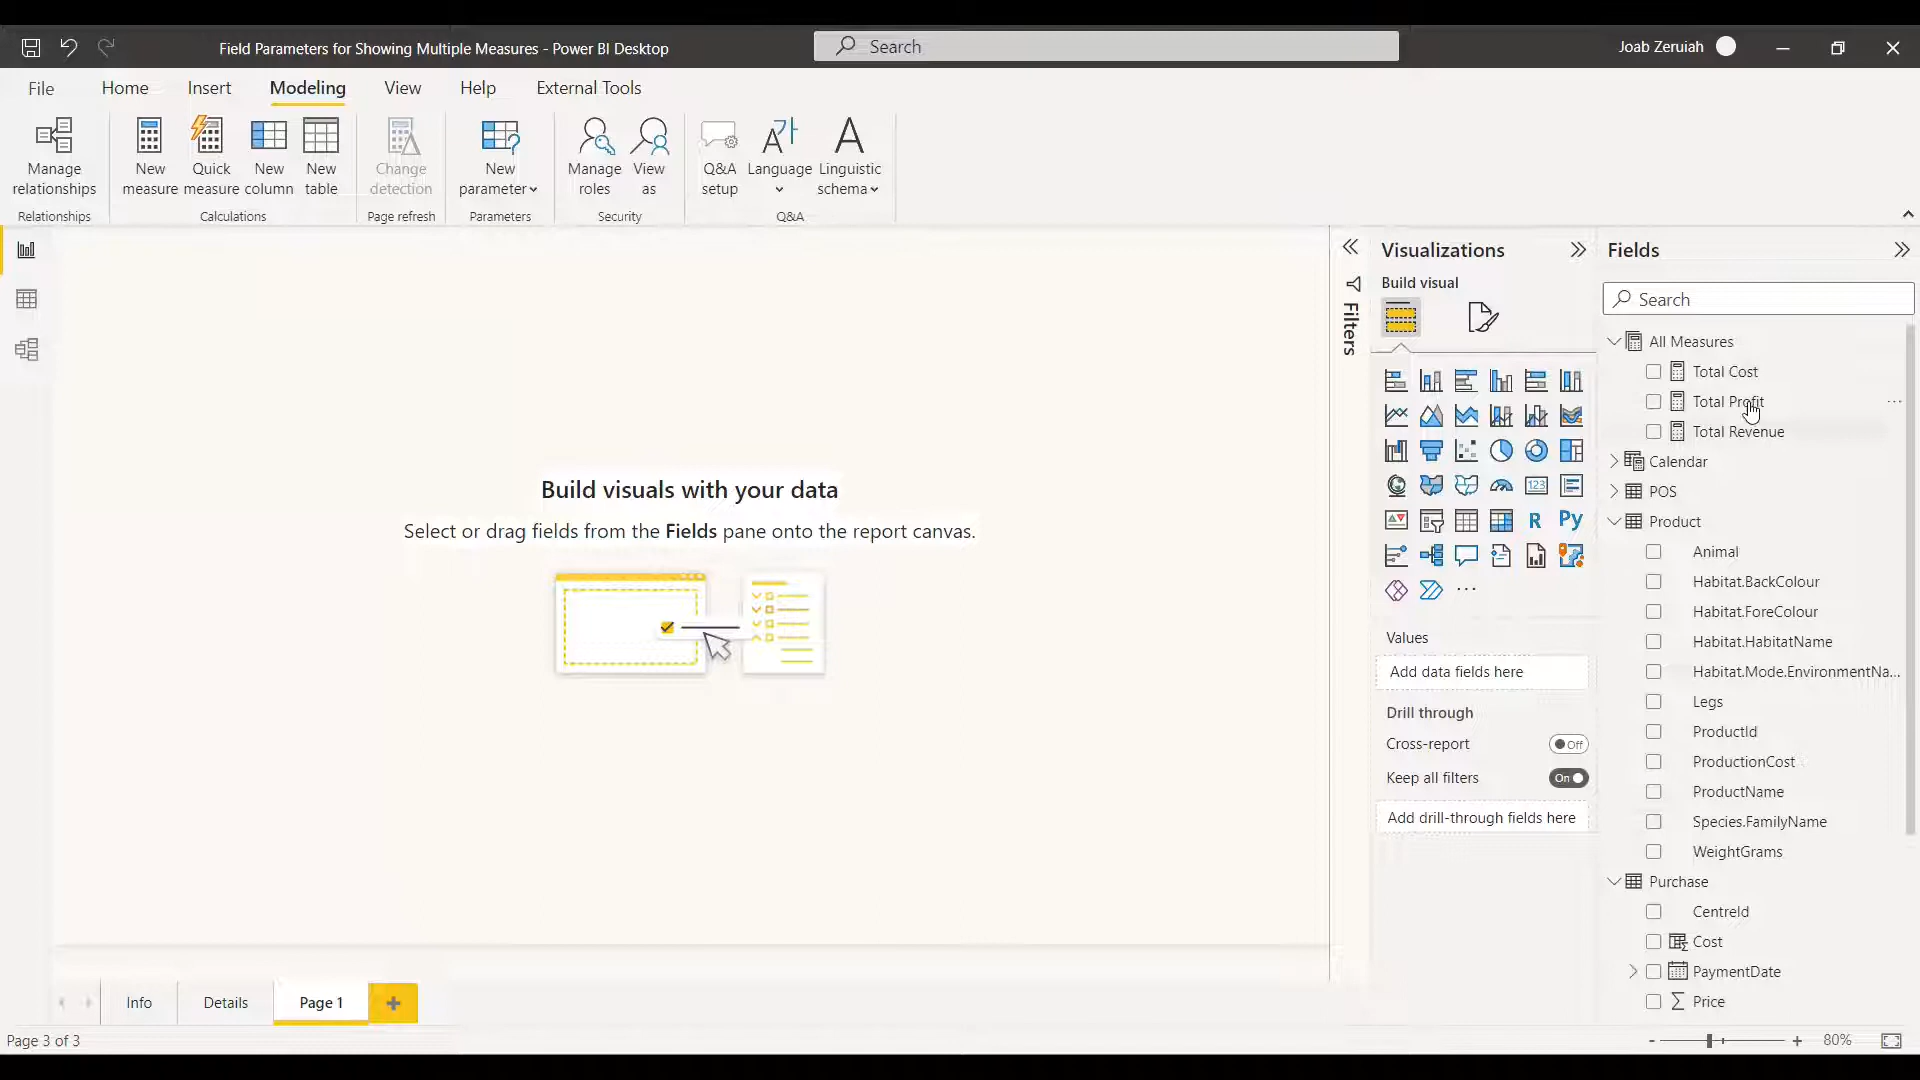 Field Parameters for Showing Multiple Measures - Power BI Desktop
Search
Joab Zeruiah
File
Home
Insert
Modeling
View
Help
External Tools
Manage relationships
New measure
Quick measure
New column
New table
Change detection
New parameter
Manage roles
View as
Q&A setup
Language
Linguistic schema
Relationships
Calculations
Page refresh
Parameters
Security
Q&A
Build visuals with your data
Select or drag fields from the Fields pane onto the report canvas.
Filters
Visualizations
Build visual
123
R
Py
Values
Add data fields here
Drill through
Cross-report
Off
Keep all filters
On
Add drill-through fields here
Fields
Search
All Measures
Total Cost
Total Profit
Total Revenue
Calendar
POS
Product
Animal
Habitat.BackColour
Habitat.ForeColour
Habitat.HabitatName
Habitat.Mode.EnvironmentNa...
Legs
ProductId
ProductionCost
ProductName
Species.FamilyName
WeightGrams
Purchase
CentreId
Cost
PaymentDate
Price
Info
Details
Page 1
Page 3 of 3
80%